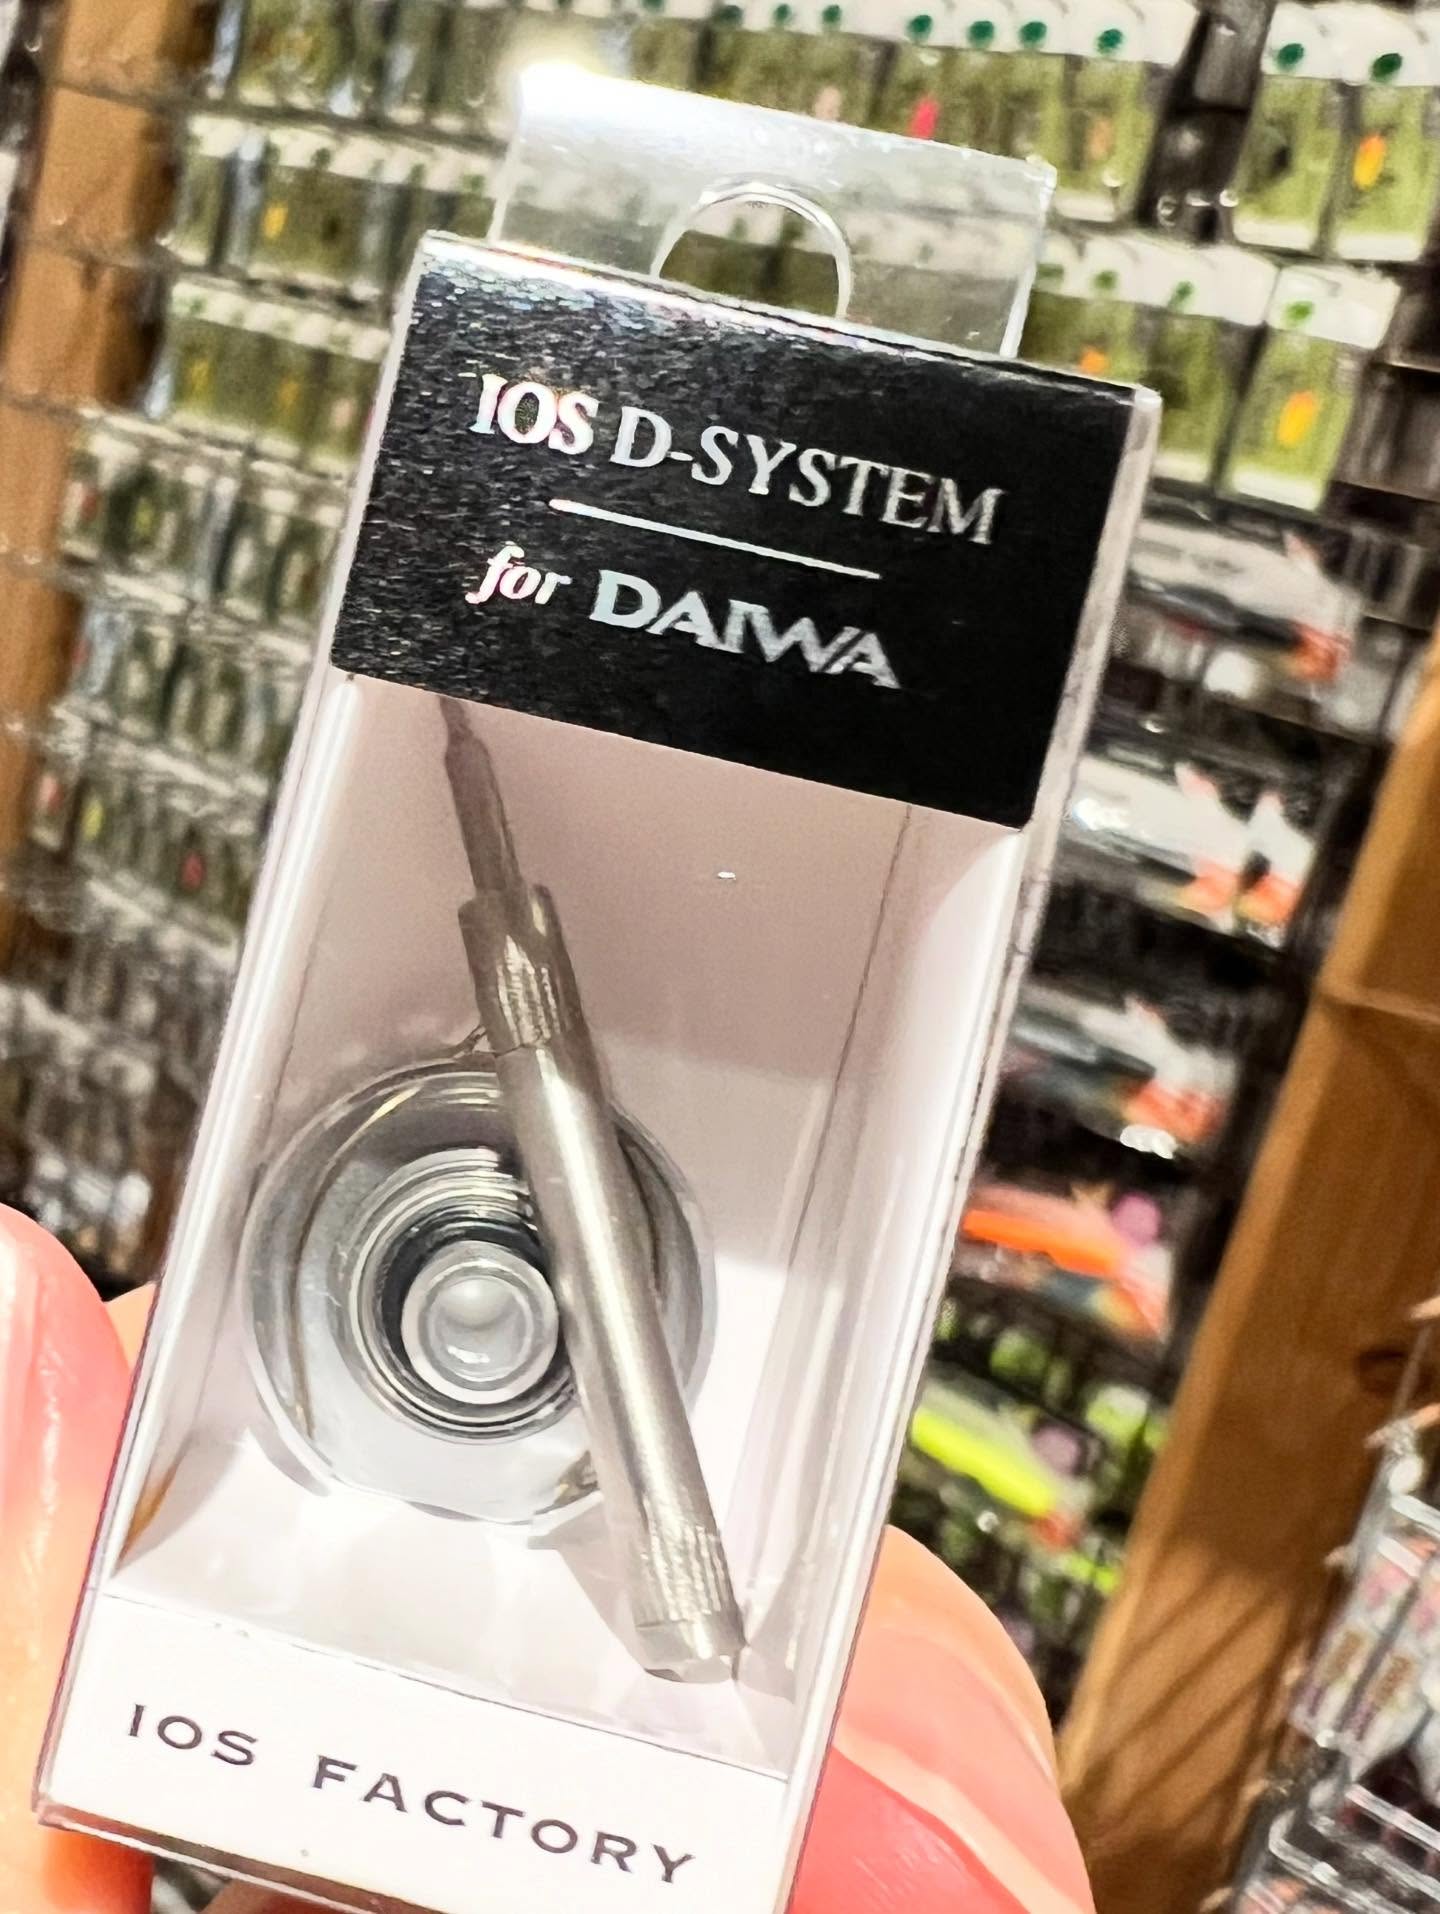 IOS D-SYSTEM
for DAIWA
IOS FACTORY